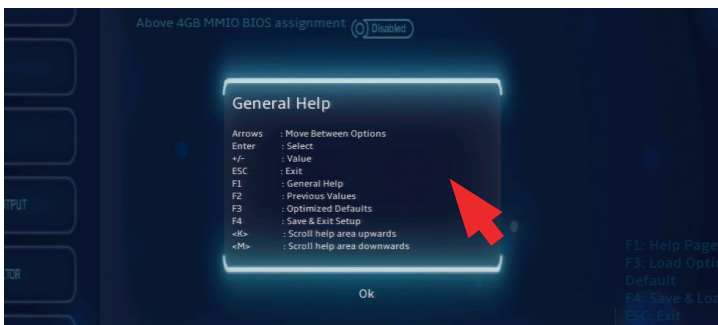 Above 4GB MMIO BIOS assignment Disabled
General Help
Arrows : Move Between Options
Enter : Select
+/- : Value
ESC : Exit
F1 : General Help
F2 : Previous Values
F3 : Optimized Defaults
F4 : Save & Exit Setup
<K> : Scroll help area upwards
<M> : Scroll help area downwards
Ok
TPUT
TOR
F1: Help Page
F3: Load Opti
Default
F4: Save & Loa
ESC: Exit